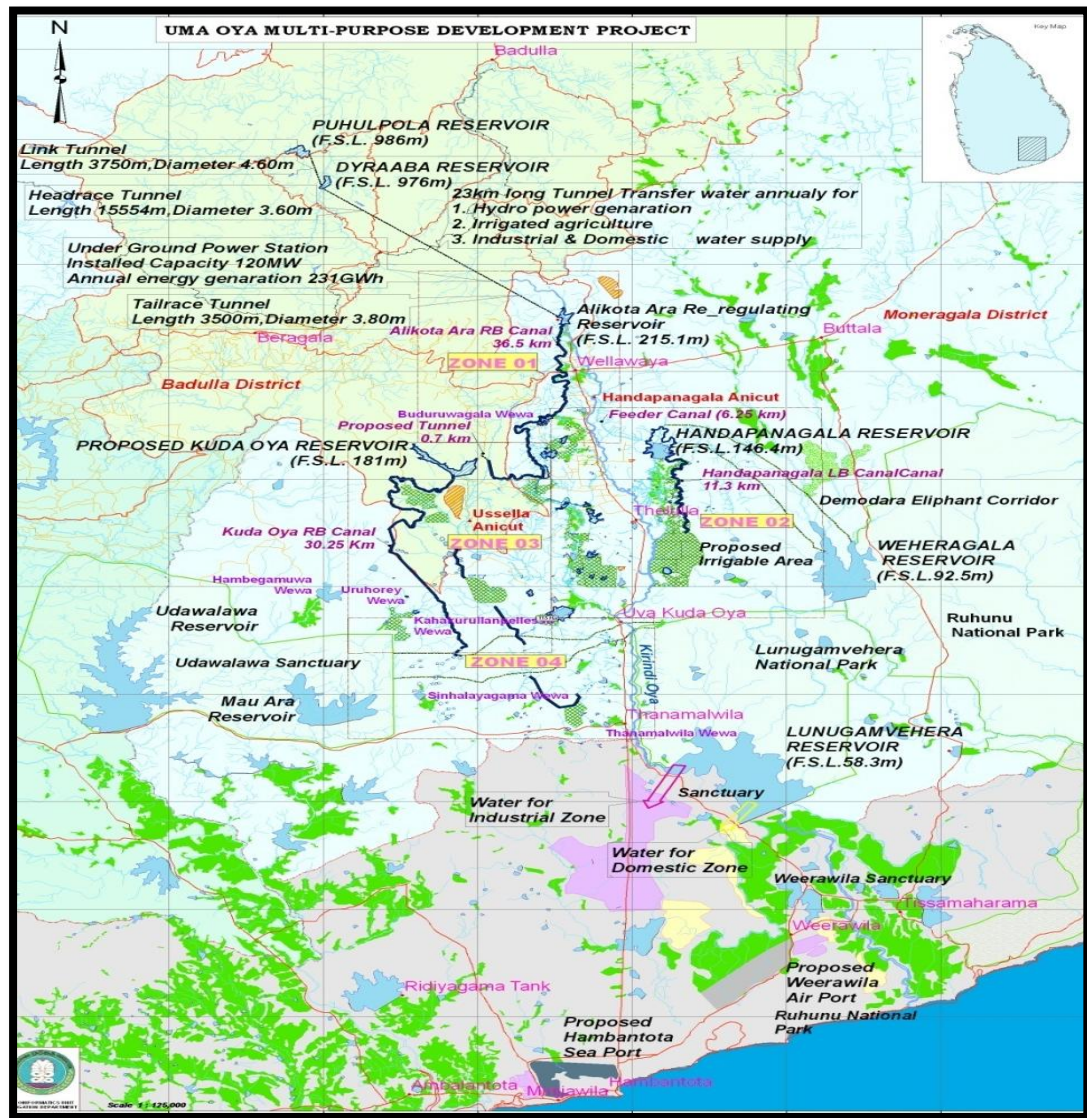 UMA OYA MULTI-PURPOSE DEVELOPMENT PROJECT
N
Key Map
Badulla
PUHULPOLA RESERVOIR
(F.S.L. 986m)
Link Tunnel
Length 3750m,Diameter 4.60m
DYRAABA RESERVOIR
(F.S.L. 976m)
Headrace Tunnel
Length 15554m,Diameter 3.60m
23km long Tunnel Transfer water annualy for
1. Hydro power genaration
2. Irrigated agriculture
3. Industrial & Domestic water supply
Under Ground Power Station
Installed Capacity 120MW
Annual energy genaration 231GWh
Tailrace Tunnel
Length 3500m,Diameter 3.80m
Alikota Ara Re_regulating
Reservoir
(F.S.L. 215.1m)
Moneragala District
Buttala
Beragala
Alikota Ara RB Canal
36.5 km
ZONE 01
Wellawaya
Badulla District
Handapanagala Anicut
Buduruwagala Wewa
Feeder Canal (6.25 km)
Proposed Tunnel
0.7 km
PROPOSED KUDA OYA RESERVOIR
(F.S.L. 181m)
HANDAPANAGALA RESERVOIR
(F.S.L.146.4m)
Handapanagala LB CanalCanal
11.3 km
Demodara Eliphant Corridor
Ussella
Anicut
ZONE 02
Kuda Oya RB Canal
30.25 Km
ZONE 03
Proposed
Irrigable Area
WEHERAGALA
RESERVOIR
(F.S.L.92.5m)
Hambegamuwa
Wewa
Uruhorey
Wewa
Udawalawa
Reservoir
Wewa
Uva Kuda Oya
Ruhunu
National Park
Lunugamvehera
National Park
Udawalawa Sanctuary
ZONE 04
Kirindi Oya
Mau Ara
Reservoir
Sinhalayagama Wewa
Thanamalwila
Thanamalwila Wewa
LUNUGAMVEHERA
RESERVOIR
(F.S.L.58.3m)
Sanctuary
Water for
Industrial Zone
Water for
Domestic Zone
Weerawila Sanctuary
Tissamaharama
Weerawila
Proposed
Weerawila
Air Port
Ridiyagama Tank
Ruhunu National
Park
Proposed
Hambantota
Sea Port
Ambalantota
Hambantota
Scale 1 : 125,000